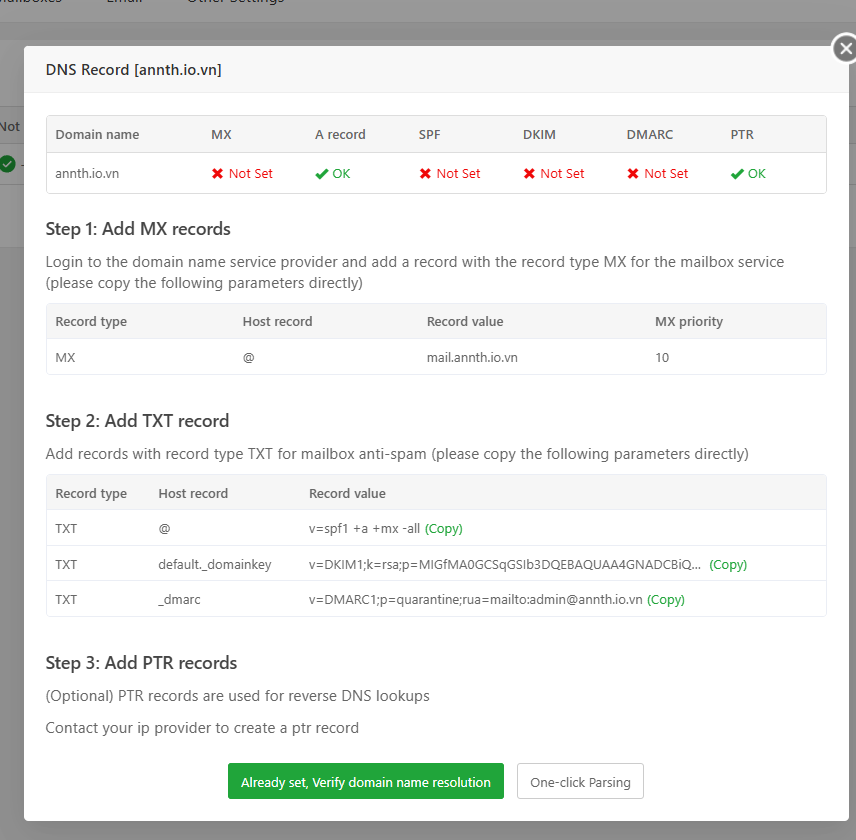 Other Settings
DNS Record [annth.io.vn]
Not
Domain name MX A record SPF DKIM DMARC PTR
annth.io.vn Not Set OK Not Set Not Set Not Set OK
Step 1: Add MX records
Login to the domain name service provider and add a record with the record type MX for the mailbox service
(please copy the following parameters directly)
Record type Host record Record value MX priority
MX @ mail.annth.io.vn 10
Step 2: Add TXT record
Add records with record type TXT for mailbox anti-spam (please copy the following parameters directly)
Record type Host record Record value
TXT @ v=spf1 +a +mx -all (Copy)
TXT default._domainkey v=DKIM1;k=rsa;p=MIGfMA0GCSqGSIb3DQEBAQUAA4GNADCBiQ... (Copy)
TXT _dmarc v=DMARC1;p=quarantine;rua=mailto:admin@annth.io.vn (Copy)
Step 3: Add PTR records
(Optional) PTR records are used for reverse DNS lookups
Contact your ip provider to create a ptr record
Already set, Verify domain name resolution One-click Parsing